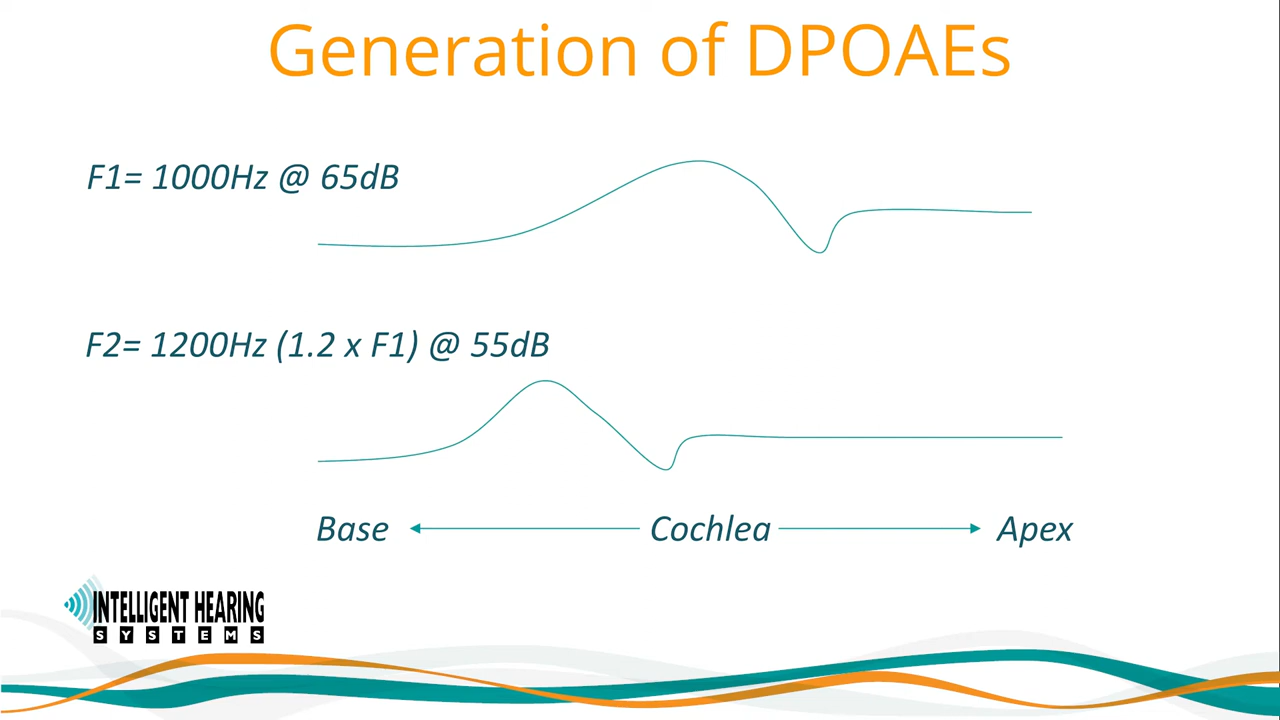 Generation of DPOAEs
F1= 1000Hz @ 65dB
F2= 1200Hz (1.2 x F1) @ 55dB
Base Cochlea Apex
INTELLIGENT HEARING
SYSTEMS